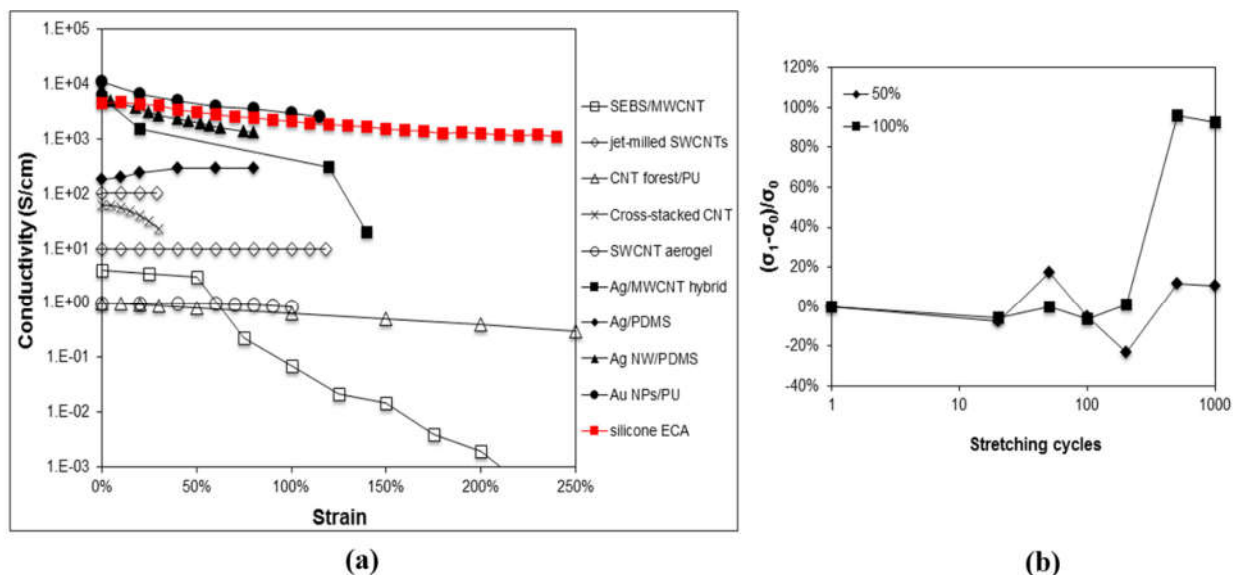 1.E+05
1.E+04
1.E+03
1.E+02
1.E+01
1.E+00
1.E-01
1.E-02
1.E-03
Conductivity (S/cm)
0% 50% 100% 150% 200% 250%
Strain
SEBS/MWCNT
jet-milled SWCNTs
CNT forest/PU
Cross-stacked CNT
SWCNT aerogel
Ag/MWCNT hybrid
Ag/PDMS
Ag NW/PDMS
Au NPs/PU
silicone ECA
(a)
120%
100%
80%
60%
40%
20%
0%
-20%
-40%
(σ₁-σ₀)/σ₀
50%
100%
1 10 100 1000
Stretching cycles
(b)